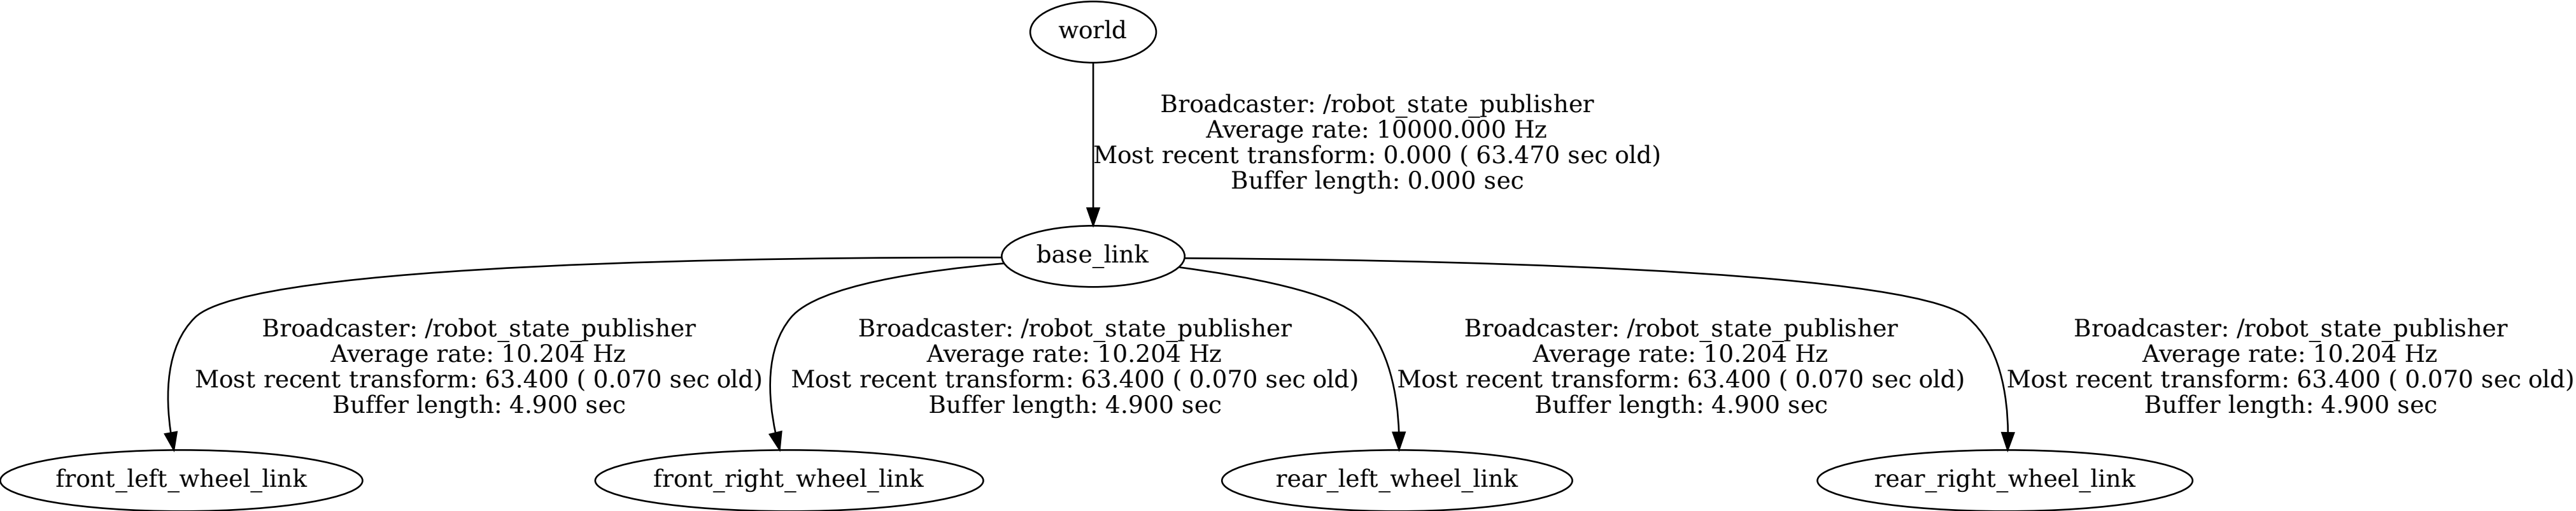 world
Broadcaster: /robot_state_publisher
Average rate: 10000.000 Hz
Most recent transform: 0.000 ( 63.470 sec old)
Buffer length: 0.000 sec
base_link
Broadcaster: /robot_state_publisher
Average rate: 10.204 Hz
Most recent transform: 63.400 ( 0.070 sec old)
Buffer length: 4.900 sec
Broadcaster: /robot_state_publisher
Average rate: 10.204 Hz
Most recent transform: 63.400 ( 0.070 sec old)
Buffer length: 4.900 sec
Broadcaster: /robot_state_publisher
Average rate: 10.204 Hz
Most recent transform: 63.400 ( 0.070 sec old)
Buffer length: 4.900 sec
Broadcaster: /robot_state_publisher
Average rate: 10.204 Hz
Most recent transform: 63.400 ( 0.070 sec old)
Buffer length: 4.900 sec
front_left_wheel_link
front_right_wheel_link
rear_left_wheel_link
rear_right_wheel_link